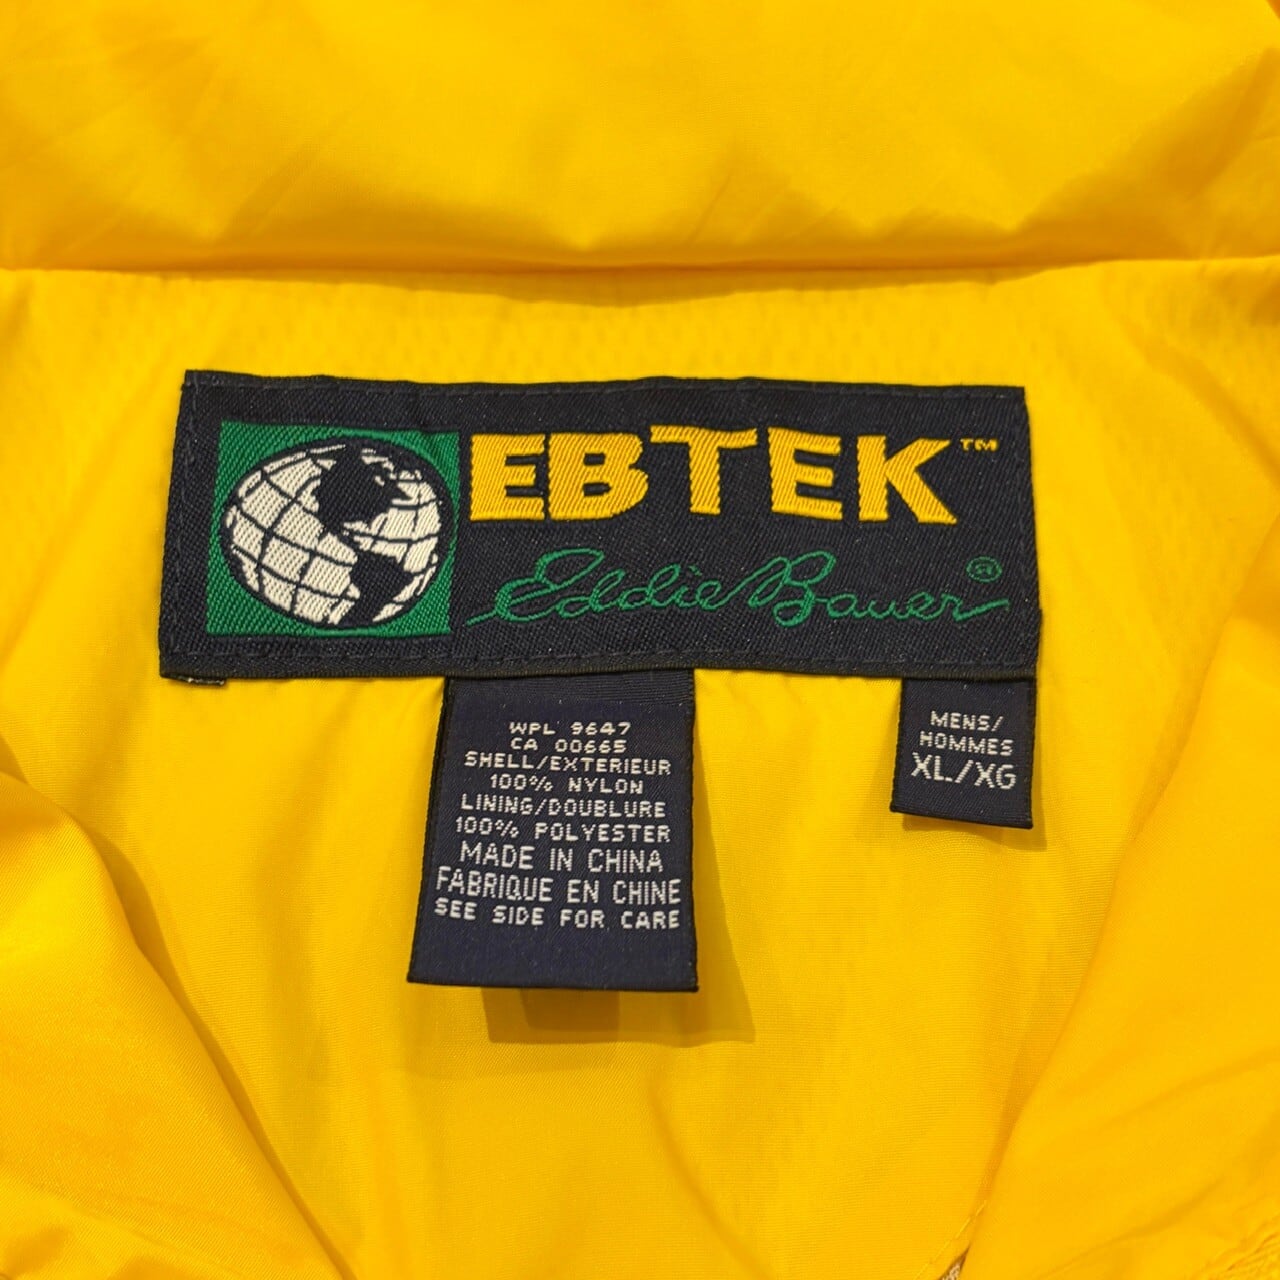 EBTEK™
Eddie Bauer®
WPL 9647
CA 00665
SHELL/EXTERIEUR
100% NYLON
LINING/DOUBLURE
100% POLYESTER
MADE IN CHINA
FABRIQUE EN CHINE
SEE SIDE FOR CARE
MENS/
HOMMES
XL/XG